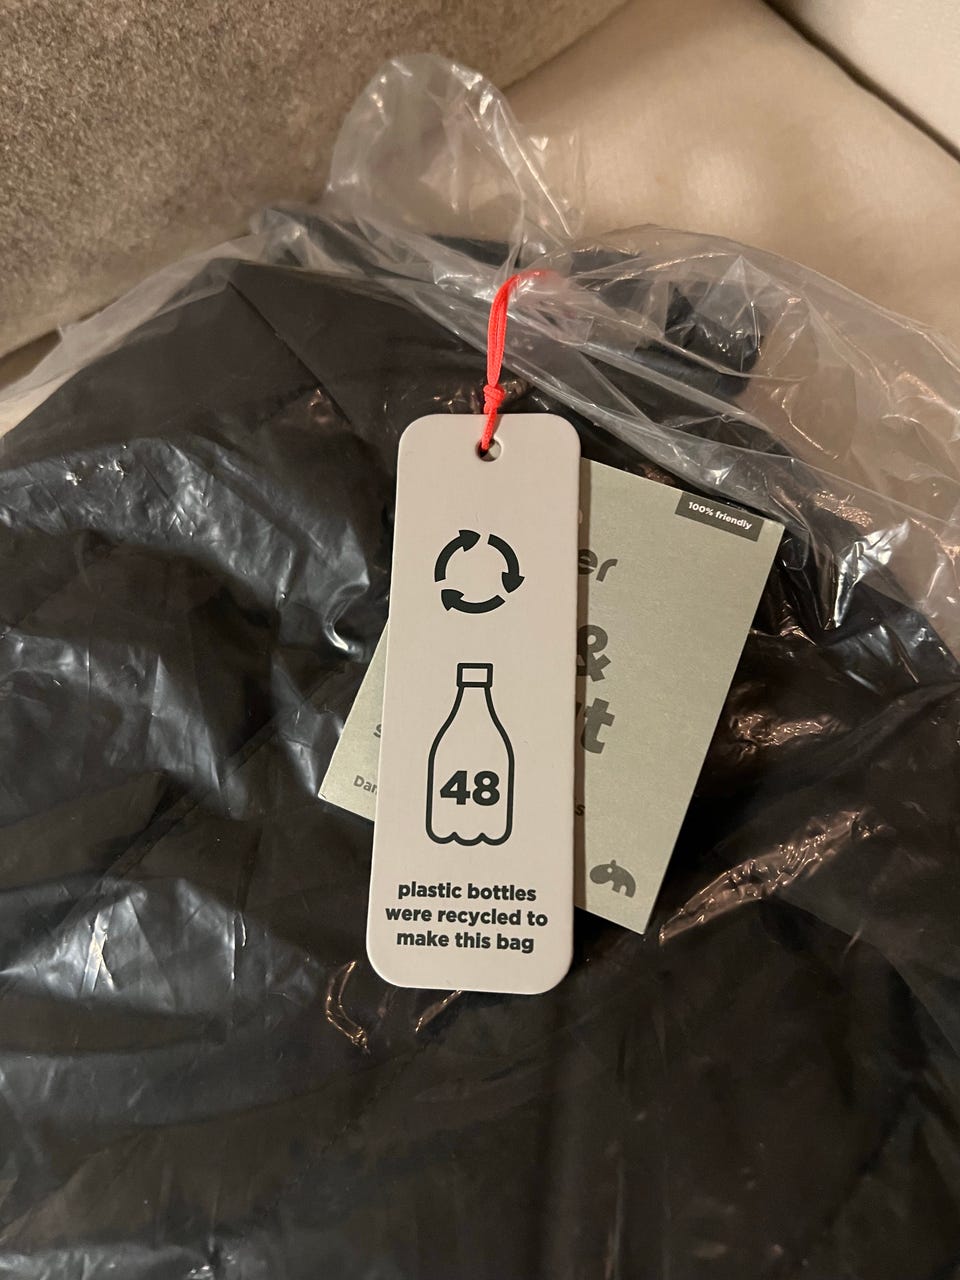 48
plastic bottles
were recycled to
make this bag
100% friendly
&